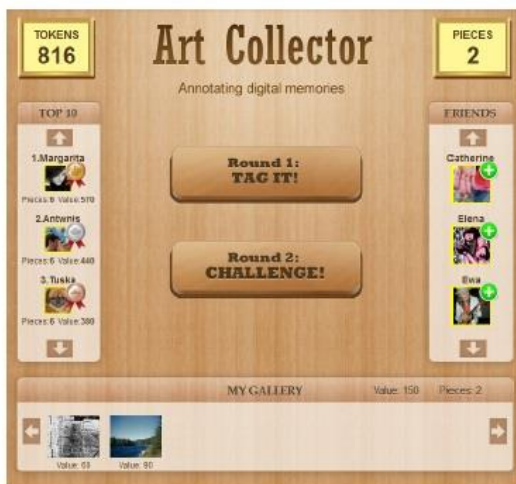 TOKENS
816
Art Collector
Annotating digital memories
PIECES
2
TOP 10
1.Margarita
Pieces:6 Value:570
2.Antwnis
Pieces:6 Value:440
3.Tuska
Pieces:6 Value:380
Round 1:
TAG IT!
Round 2:
CHALLENGE!
FRIENDS
Catherine
Elena
Ewa
MY GALLERY
Value: 150 Pieces: 2
Value: 60
Value: 90